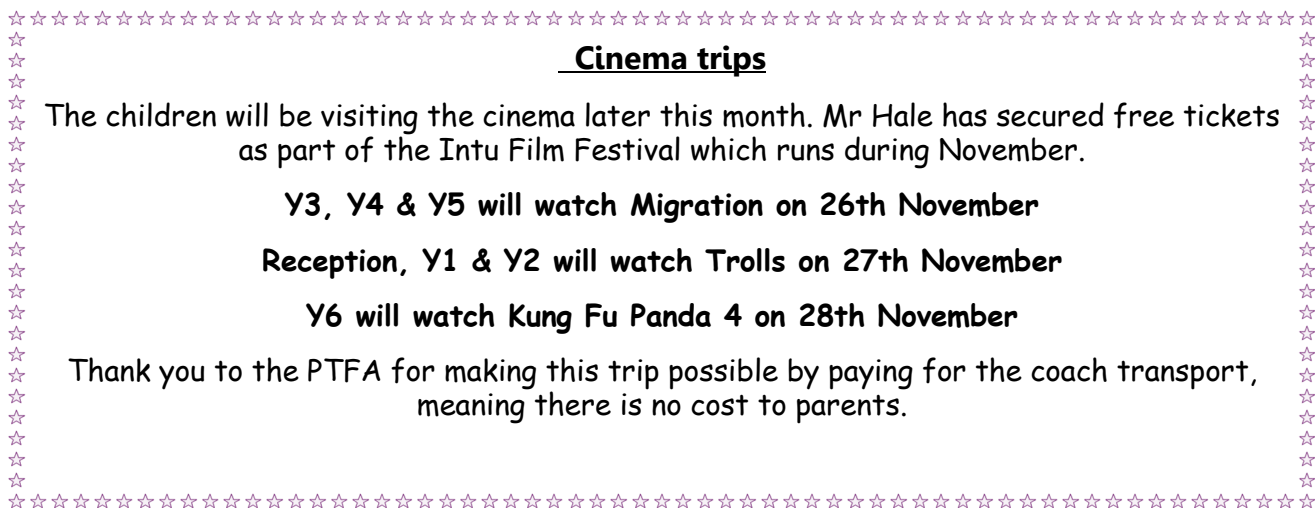 Cinema trips
The children will be visiting the cinema later this month. Mr Hale has secured free tickets
as part of the Intu Film Festival which runs during November.
Y3, Y4 & Y5 will watch Migration on 26th November
Reception, Y1 & Y2 will watch Trolls on 27th November
Y6 will watch Kung Fu Panda 4 on 28th November
Thank you to the PTFA for making this trip possible by paying for the coach transport,
meaning there is no cost to parents.